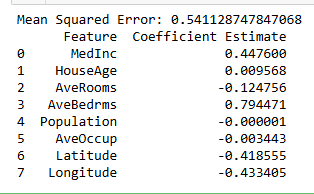 Mean Squared Error: 0.541128747847068
Feature Coefficient Estimate
0 MedInc 0.447600
1 HouseAge 0.009568
2 AveRooms -0.124756
3 AveBedrms 0.794471
4 Population -0.000001
5 AveOccup -0.003443
6 Latitude -0.418555
7 Longitude -0.433405